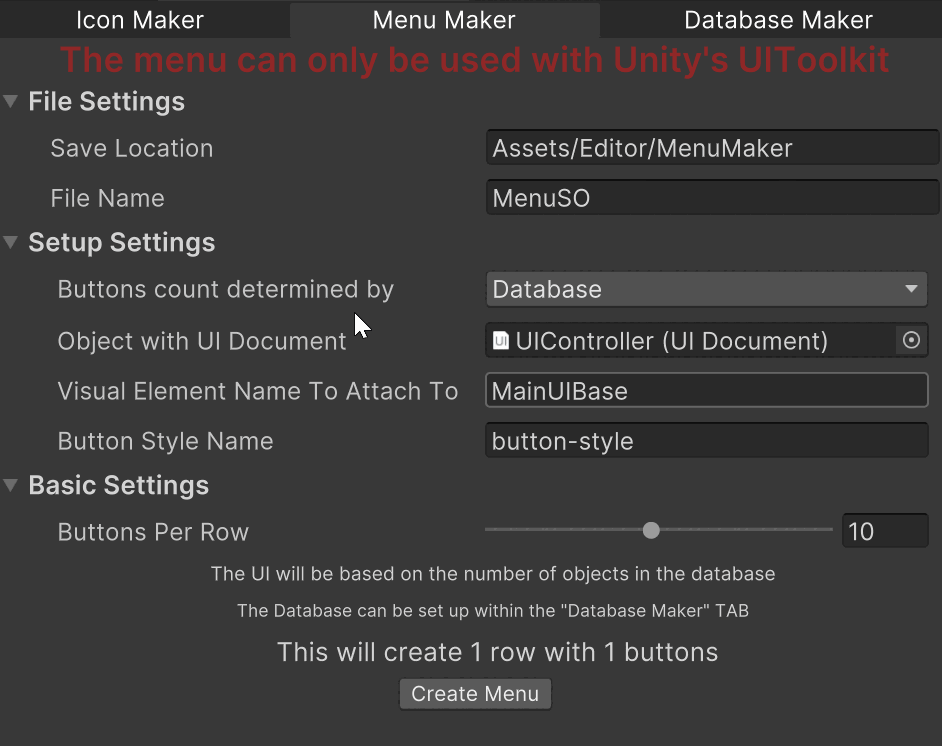 Icon Maker Menu Maker Database Maker
The menu can only be used with Unity's UIToolkit
File Settings
Save Location Assets/Editor/MenuMaker
File Name MenuSO
Setup Settings
Buttons count determined by Database
Object with UI Document UIController (UI Document)
Visual Element Name To Attach To MainUIBase
Button Style Name button-style
Basic Settings
Buttons Per Row 10
The UI will be based on the number of objects in the database
The Database can be set up within the "Database Maker" TAB
This will create 1 row with 1 buttons
Create Menu